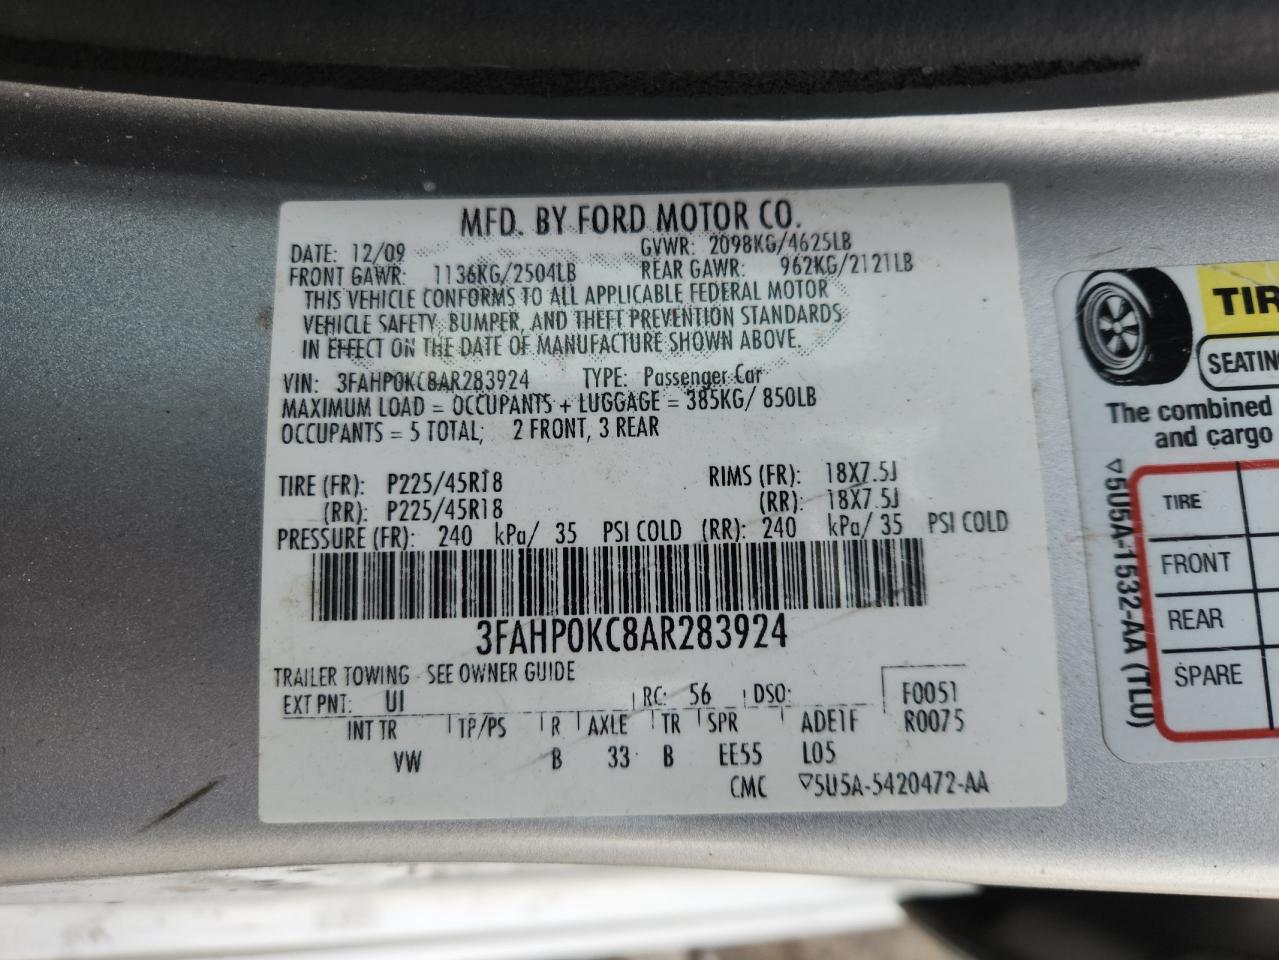 MFD. BY FORD MOTOR CO.
DATE: 12/09 GVWR: 2098KG/4625LB
FRONT GAWR: 1136KG/2504LB REAR GAWR: 962KG/2121LB
THIS VEHICLE CONFORMS TO ALL APPLICABLE FEDERAL MOTOR
VEHICLE SAFETY, BUMPER, AND THEFT PREVENTION STANDARDS
IN EFFECT ON THE DATE OF MANUFACTURE SHOWN ABOVE.
VIN: 3FAHP0KC8AR283924 TYPE: Passenger Car
MAXIMUM LOAD = OCCUPANTS + LUGGAGE = 385KG/ 850LB
OCCUPANTS = 5 TOTAL; 2 FRONT, 3 REAR
TIRE (FR): P225/45R18 RIMS (FR): 18X7.5J
(RR): P225/45R18 (RR): 18X7.5J
PRESSURE (FR): 240 kPa/ 35 PSI COLD (RR): 240 kPa/ 35 PSI COLD
3FAHP0KC8AR283924
TRAILER TOWING - SEE OWNER GUIDE
EXT PNT: UI RC: 56 DSO: F0051
INT TR TP/PS R AXLE TR SPR ADE1F R0075
VW B 33 B EE55 L05
CMC ▽5U5A-5420472-AA
TIR
SEATING
The combined
and cargo
TIRE
FRONT
REAR
SPARE
▽5U5A-1532-AA (TL0)